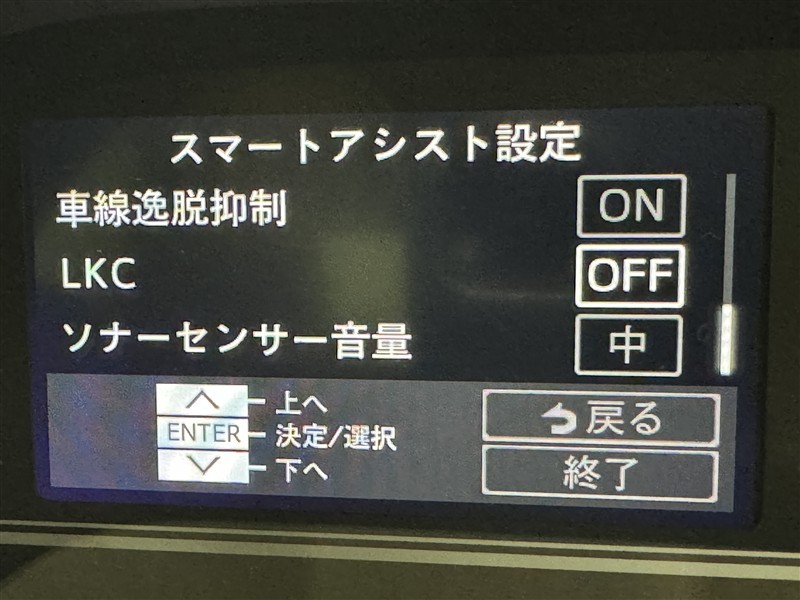 スマートアシスト設定
車線逸脱抑制 ON
LKC OFF
ソナーセンサー音量 中
上へ
ENTER 決定/選択
下へ
戻る
終了